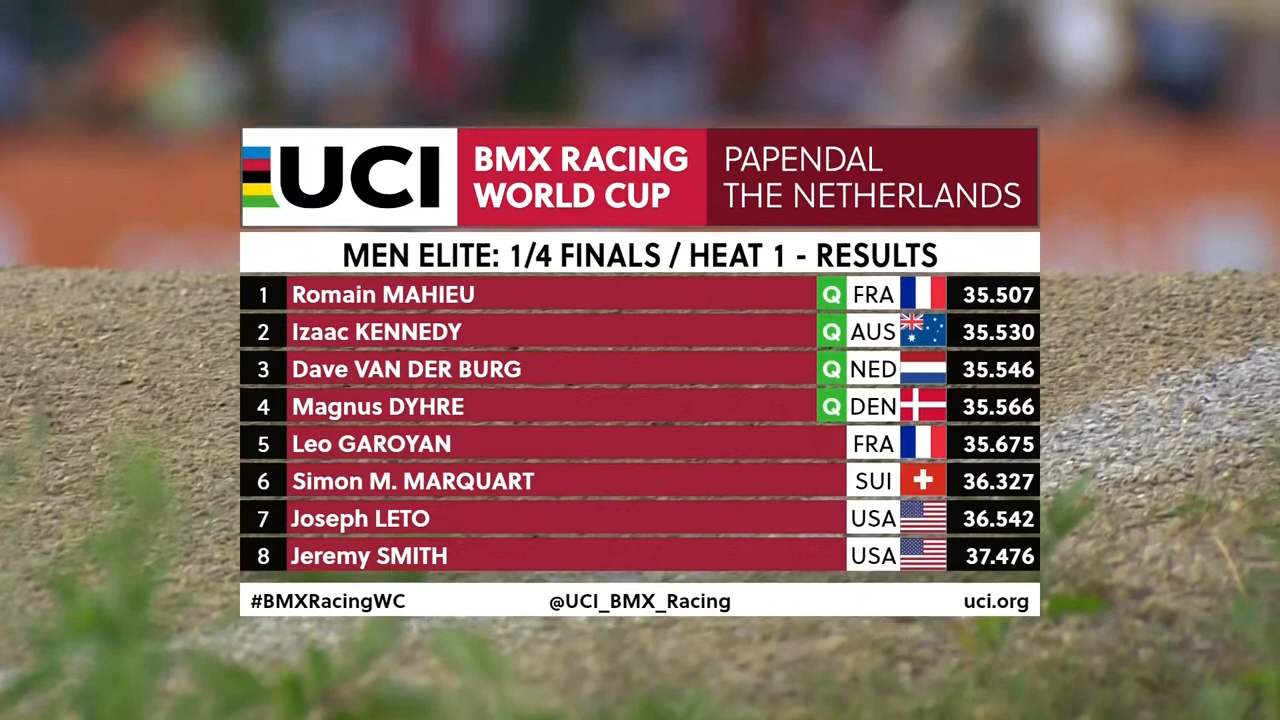 UCI
BMX RACING
WORLD CUP
PAPENDAL
THE NETHERLANDS
MEN ELITE: 1/4 FINALS / HEAT 1 - RESULTS
1 Romain MAHIEU Q FRA 35.507
2 Izaac KENNEDY Q AUS 35.530
3 Dave VAN DER BURG Q NED 35.546
4 Magnus DYHRE Q DEN 35.566
5 Leo GAROYAN FRA 35.675
6 Simon M. MARQUART SUI 36.327
7 Joseph LETO USA 36.542
8 Jeremy SMITH USA 37.476
#BMXRacingWC @UCI_BMX_Racing uci.org